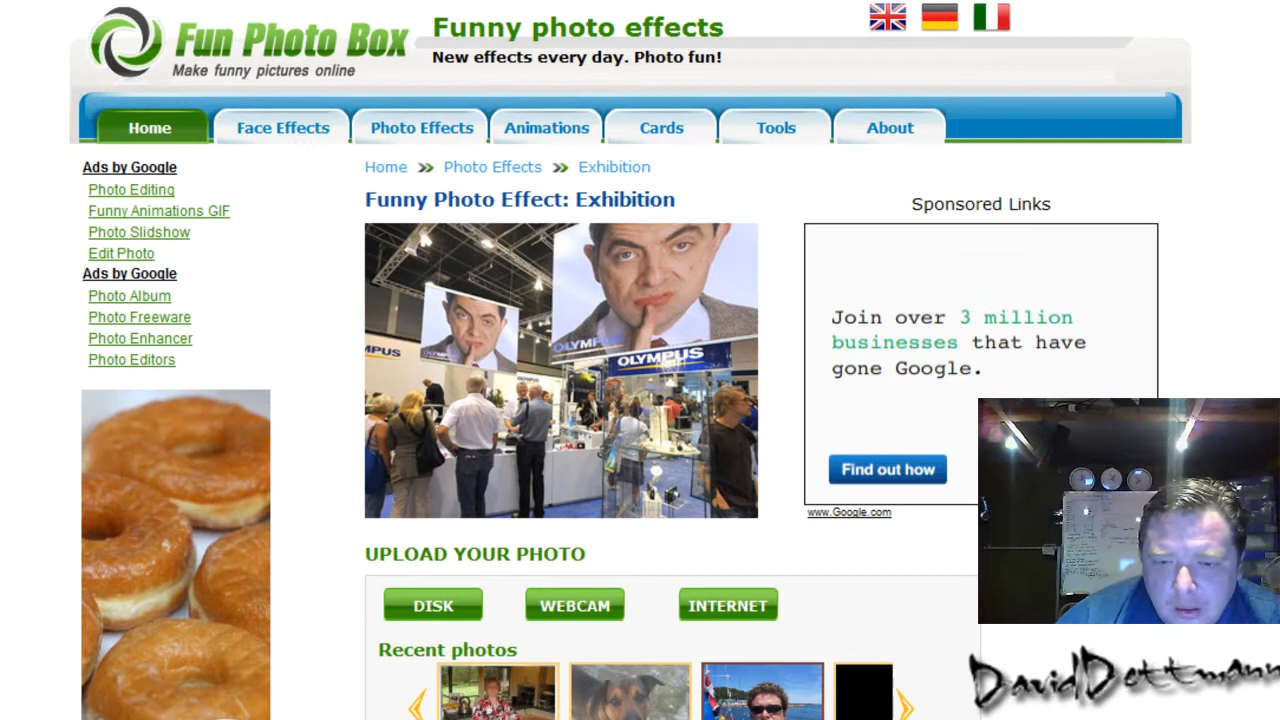 Fun Photo Box
Make funny pictures online
Funny photo effects
New effects every day. Photo fun!
Home
Face Effects
Photo Effects
Animations
Cards
Tools
About
Ads by Google
Photo Editing
Funny Animations GIF
Photo Slidshow
Edit Photo
Ads by Google
Photo Album
Photo Freeware
Photo Enhancer
Photo Editors
Home » Photo Effects » Exhibition
Funny Photo Effect: Exhibition
OLYMPUS
OLYMPUS
UPLOAD YOUR PHOTO
DISK
WEBCAM
INTERNET
Recent photos
Sponsored Links
Join over 3 million
businesses that have
gone Google.
Find out how
www.Google.com
DavidDettmann